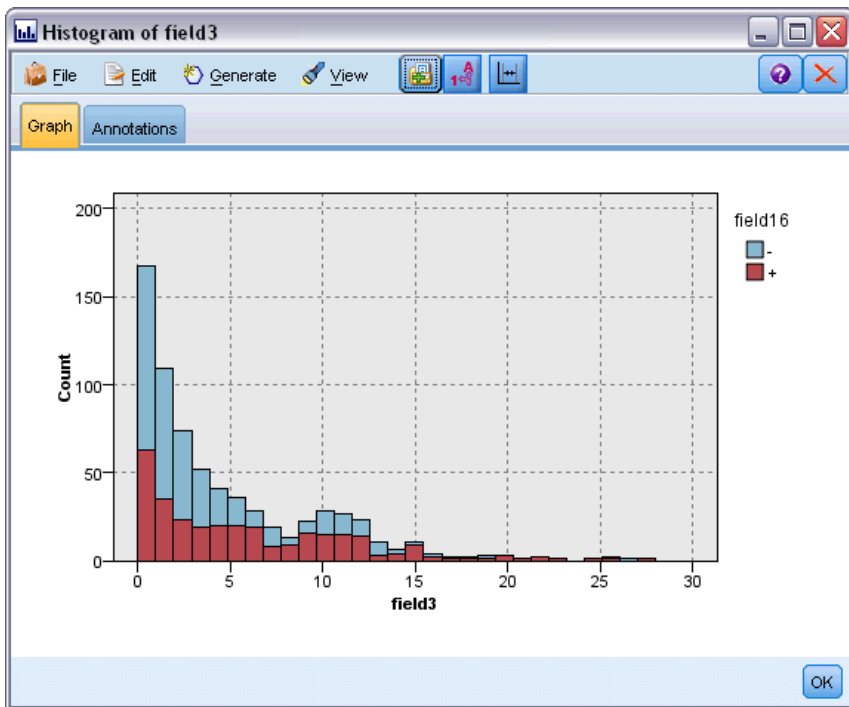 Histogram of field3
File Edit Generate View
1 A
?
Graph Annotations
200
150
100
50
0
Count
0 5 10 15 20 25 30
field3
field16
-
+
OK